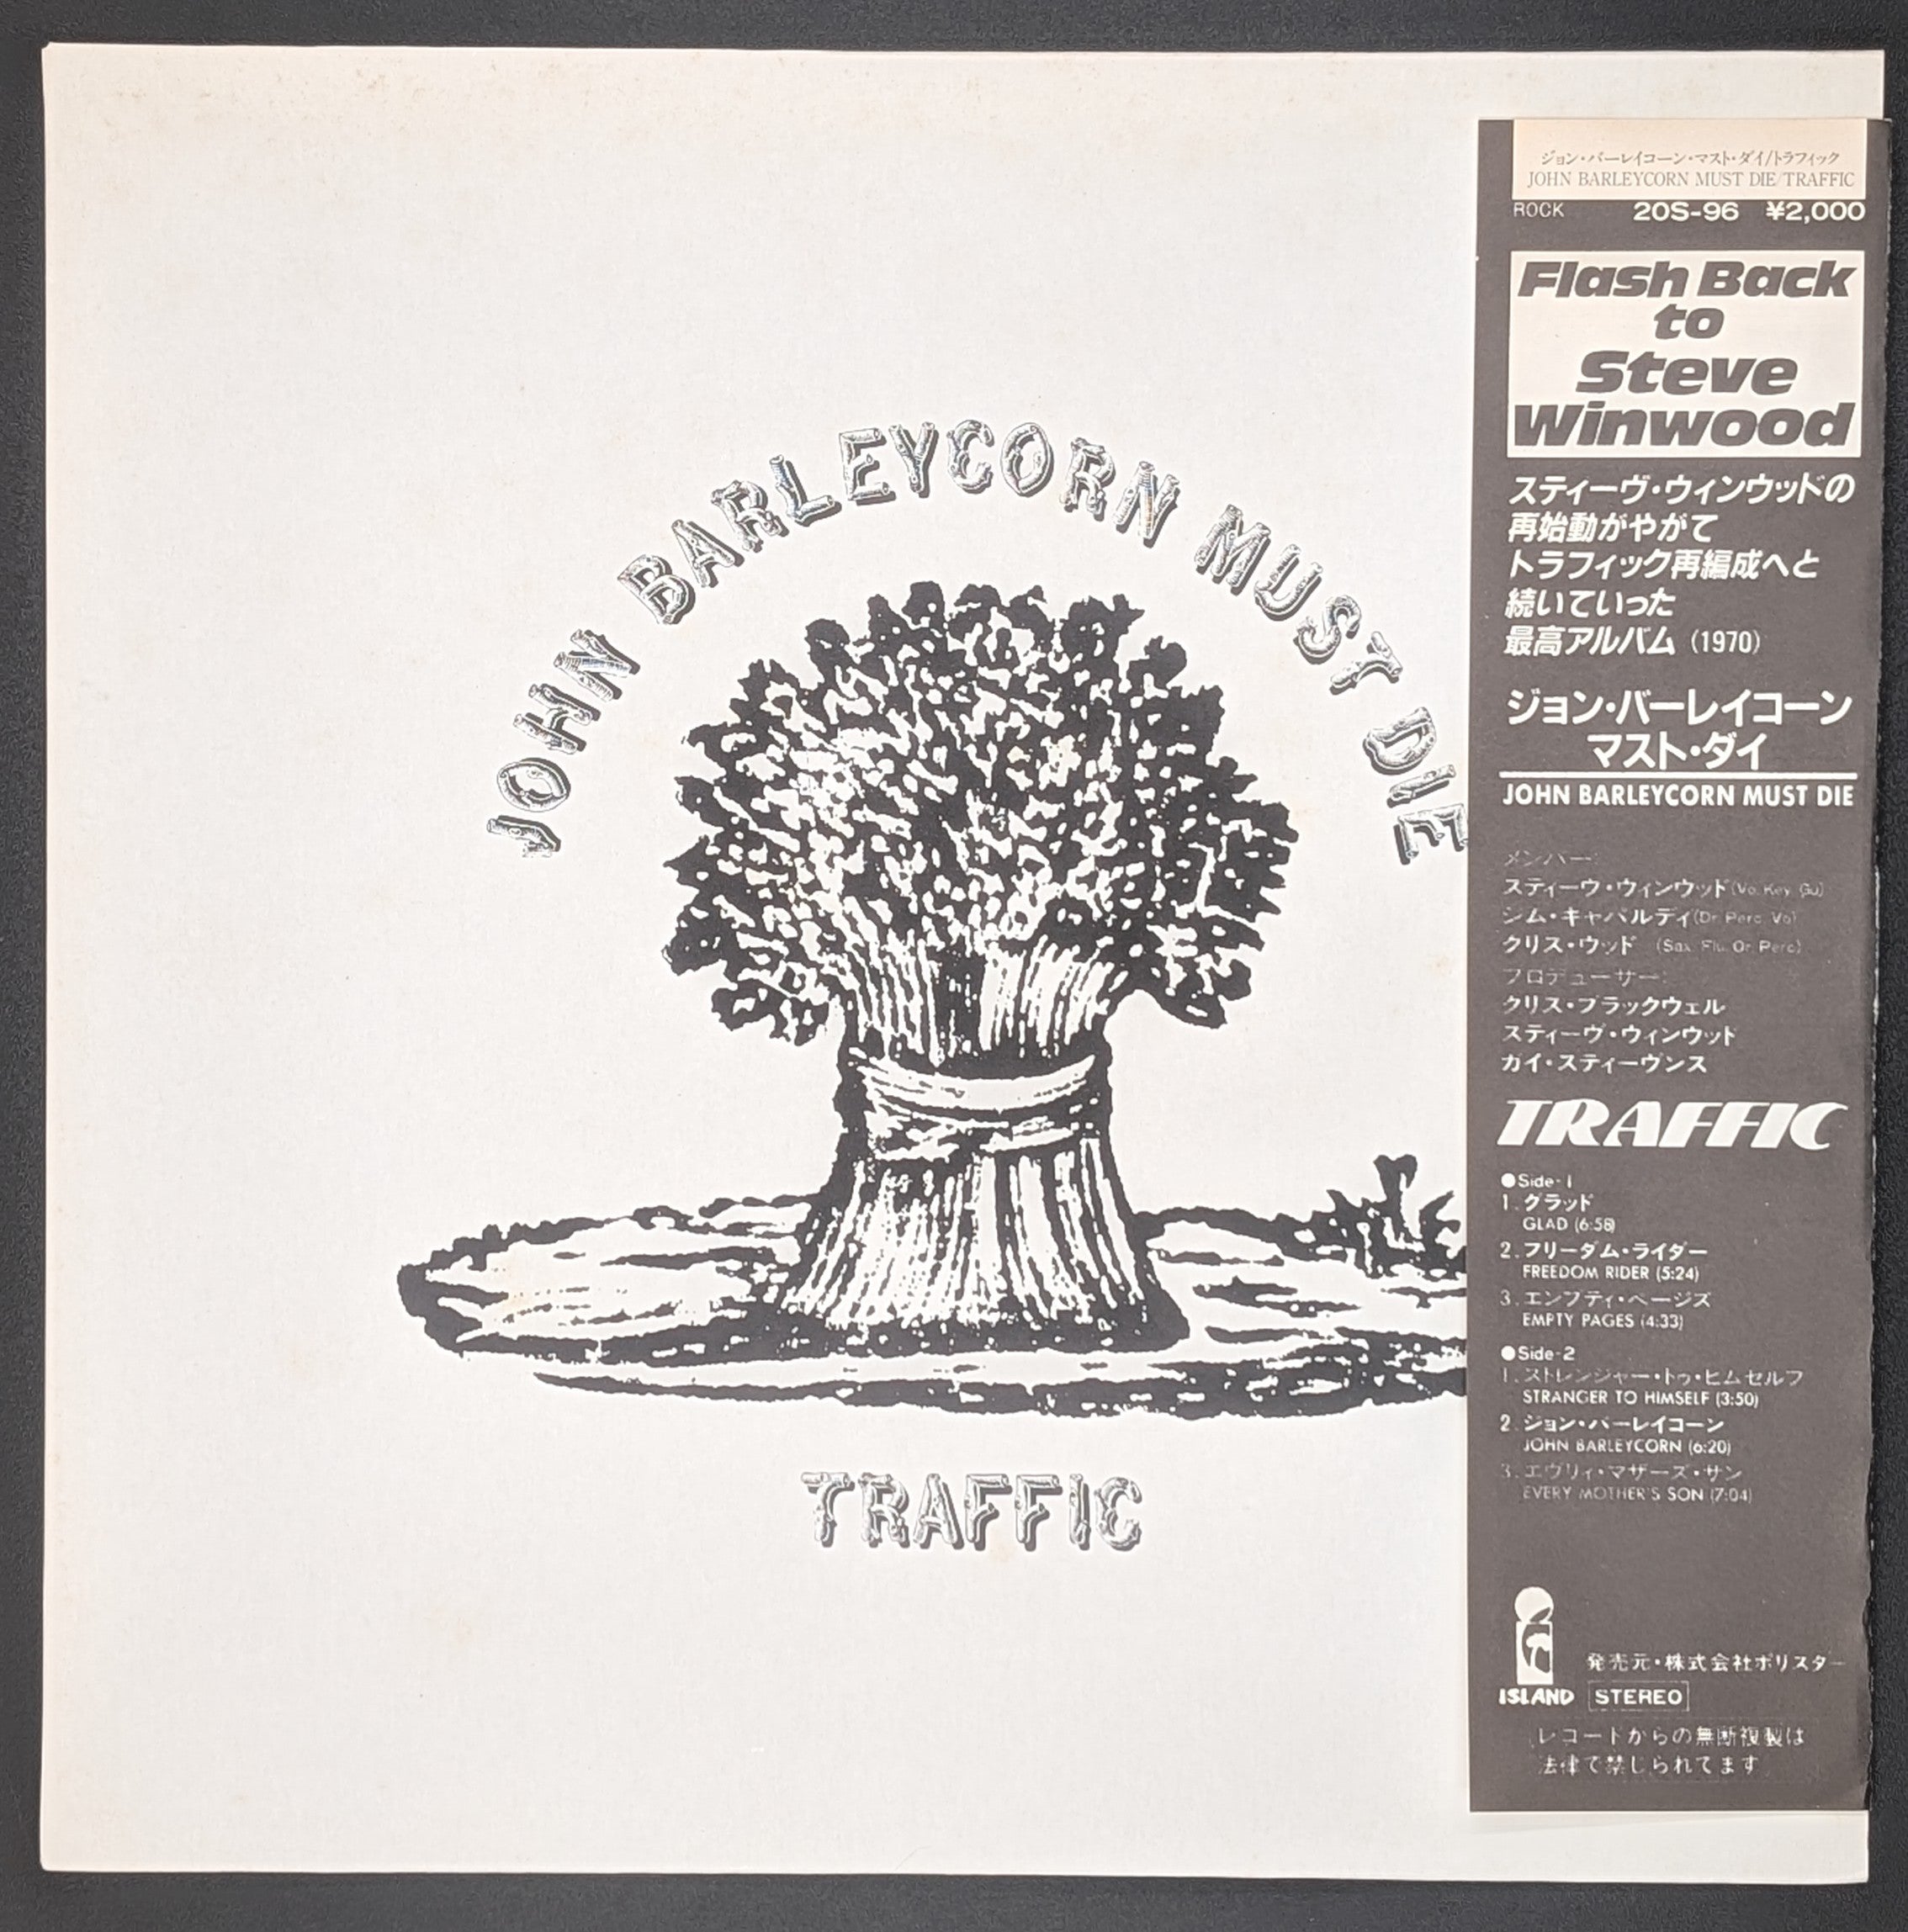 JOHN BARLEYCORN MUST DIE
TRAFFIC
ジョン・バーレイコーン・マスト・ダイ/トラフィック
JOHN BARLEYCORN MUST DIE/TRAFFIC
ROCK 20S-96 ¥2,000
Flash Back
to
Steve
Winwood
スティーヴ・ウィンウッドの
再始動がやがて
トラフィック再編成へと
続いていった
最高アルバム (1970)
ジョン・バーレイコーン
マスト・ダイ
JOHN BARLEYCORN MUST DIE
メンバー:
スティーヴ・ウィンウッド(Vo. Key. Gu)
ジム・キャパルディ(Dr. Perc. Vo)
クリス・ウッド (Sax. Flu. Or. Perc)
プロデューサー:
クリス・ブラックウェル
スティーヴ・ウィンウッド
ガイ・スティーヴンス
TRAFFIC
●Side-1
1. グラッド
GLAD (6:58)
2. フリーダム・ライダー
FREEDOM RIDER (5:24)
3. エンプティ・ページズ
EMPTY PAGES (4:33)
●Side-2
1. ストレンジャー・トゥ・ヒムセルフ
STRANGER TO HIMSELF (3:50)
2. ジョン・バーレイコーン
JOHN BARLEYCORN (6:20)
3. エヴリィ・マザーズ・サン
EVERY MOTHER'S SON (7:04)
i
ISLAND
発売元・株式会社ポリスター
STEREO
レコードからの無断複製は
法律で禁じられてます